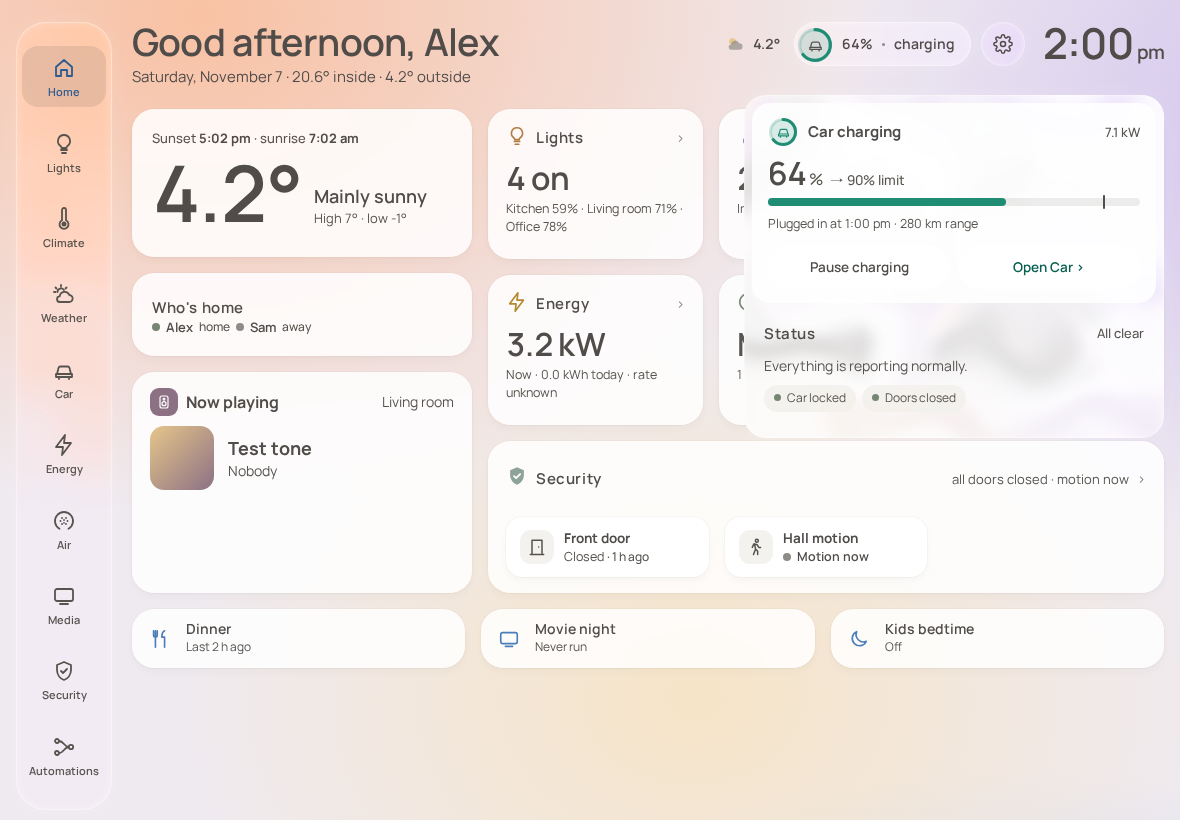 Home
Lights
Climate
Weather
Car
Energy
Air
Media
Security
Automations
Good afternoon, Alex
Saturday, November 7 · 20.6° inside · 4.2° outside
4.2°
64% • charging
2:00 pm
Sunset 5:02 pm · sunrise 7:02 am
4.2°
Mainly sunny
High 7° · low -1°
Who's home
Alex home Sam away
Now playing
Living room
Test tone
Nobody
Lights
4 on
Kitchen 59% · Living room 71% ·
Office 78%
Energy
3.2 kW
Now · 0.0 kWh today · rate
unknown
Car charging
7.1 kW
64% → 90% limit
Plugged in at 1:00 pm · 280 km range
Pause charging
Open Car ›
Status
All clear
Everything is reporting normally.
Car locked
Doors closed
Security
all doors closed · motion now
Front door
Closed · 1 h ago
Hall motion
Motion now
Dinner
Last 2 h ago
Movie night
Never run
Kids bedtime
Off